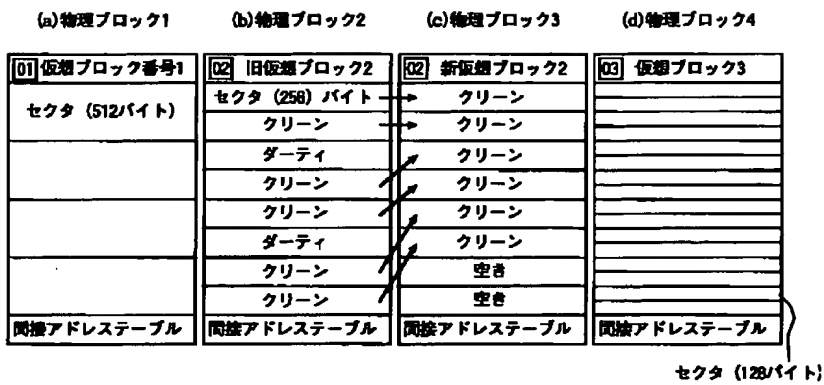 (a)物理ブロック1
(b)物理ブロック2
(c)物理ブロック3
(d)物理ブロック4
01 仮想ブロック番号1
セクタ (512バイト)
間接アドレステーブル
02 旧仮想ブロック2
セクタ (256) バイト
クリーン
ダーティ
クリーン
クリーン
ダーティ
クリーン
クリーン
間接アドレステーブル
02 新仮想ブロック2
クリーン
クリーン
クリーン
クリーン
クリーン
クリーン
空き
空き
間接アドレステーブル
03 仮想ブロック3
間接アドレステーブル
セクタ (128バイト)